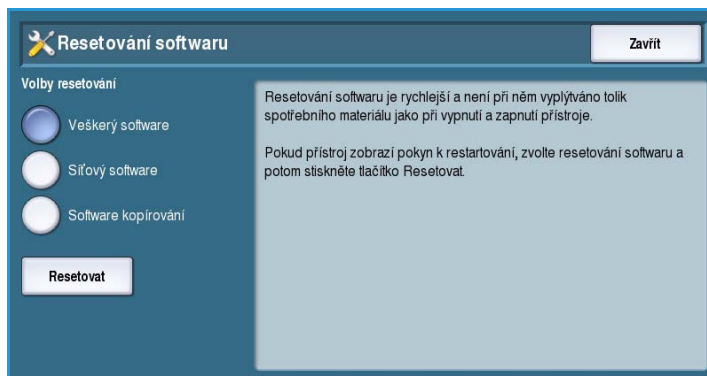 Resetování softwaru
Zavřít
Volby resetování
Veškerý software
Síťový software
Software kopírování
Resetovat
Resetování softwaru je rychlejší a není při něm vyplýtváno tolik
spotřebního materiálu jako při vypnutí a zapnutí přístroje.
Pokud přístroj zobrazí pokyn k restartování, zvolte resetování softwaru a
potom stiskněte tlačítko Resetovat.